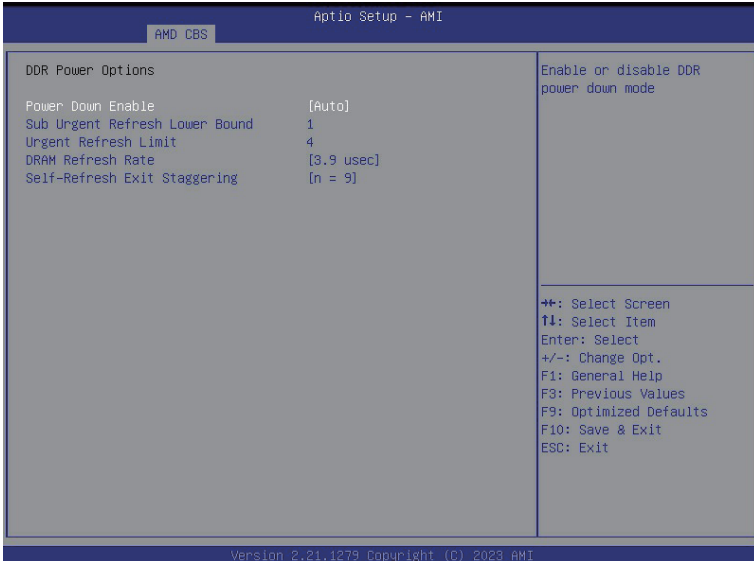 Aptio Setup – AMI
AMD CBS
DDR Power Options
Power Down Enable [Auto]
Sub Urgent Refresh Lower Bound 1
Urgent Refresh Limit 4
DRAM Refresh Rate [3.9 usec]
Self-Refresh Exit Staggering [n = 9]
Enable or disable DDR
power down mode
→←: Select Screen
↑↓: Select Item
Enter: Select
+/-: Change Opt.
F1: General Help
F3: Previous Values
F9: Optimized Defaults
F10: Save & Exit
ESC: Exit
Version 2.21.1279 Copyright (C) 2023 AMI